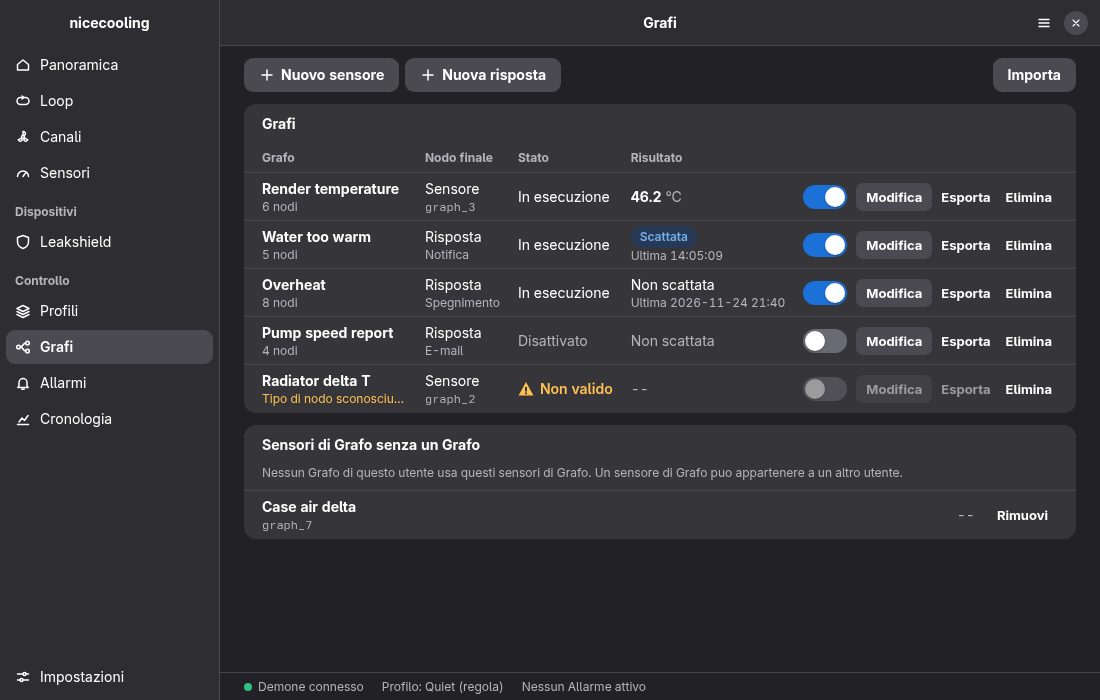 nicecooling
Grafi
Panoramica
Loop
Canali
Sensori
Dispositivi
Leakshield
Controllo
Profili
Grafi
Allarmi
Cronologia
Impostazioni
Nuovo sensore
Nuova risposta
Importa
Grafi
Grafo Nodo finale Stato Risultato
Render temperature Sensore In esecuzione 46.2 °C Modifica Esporta Elimina
6 nodi graph_3
Water too warm Risposta In esecuzione Scattata Modifica Esporta Elimina
5 nodi Notifica Ultima 14:05:09
Overheat Risposta In esecuzione Non scattata Modifica Esporta Elimina
8 nodi Spegnimento Ultima 2026-11-24 21:40
Pump speed report Risposta Disattivato Non scattata Modifica Esporta Elimina
4 nodi E-mail
Radiator delta T Sensore Non valido -- Modifica Esporta Elimina
Tipo di nodo sconosciu... graph_2
Sensori di Grafo senza un Grafo
Nessun Grafo di questo utente usa questi sensori di Grafo. Un sensore di Grafo puo appartenere a un altro utente.
Case air delta -- Rimuovi
graph_7
Demone connesso Profilo: Quiet (regola) Nessun Allarme attivo